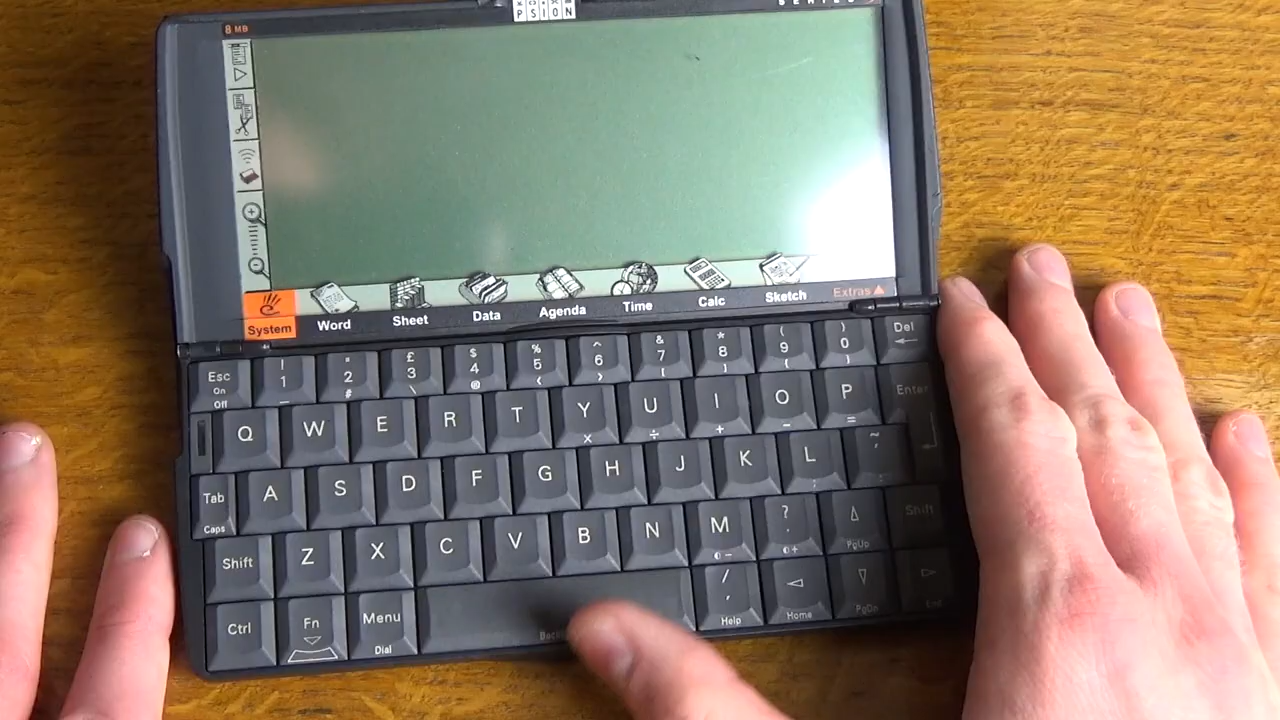 PSION
SERIES
8 MB
System Word Sheet Data Agenda Time Calc Sketch Extras
Esc ! 1 " 2 £ 3 $ 4 % 5 ^ 6 & 7 * 8 ( 9 ) 0 Del
On Off _ # \ @ < > [ ] { }
Q W E R T Y U I O P Enter
x ÷ + - =
Tab A S D F G H J K L ~
Caps ; :
Shift Z X C V B N M ? . Shift
PgUp
Ctrl Fn Menu / , Help Home PgDn End
Dial